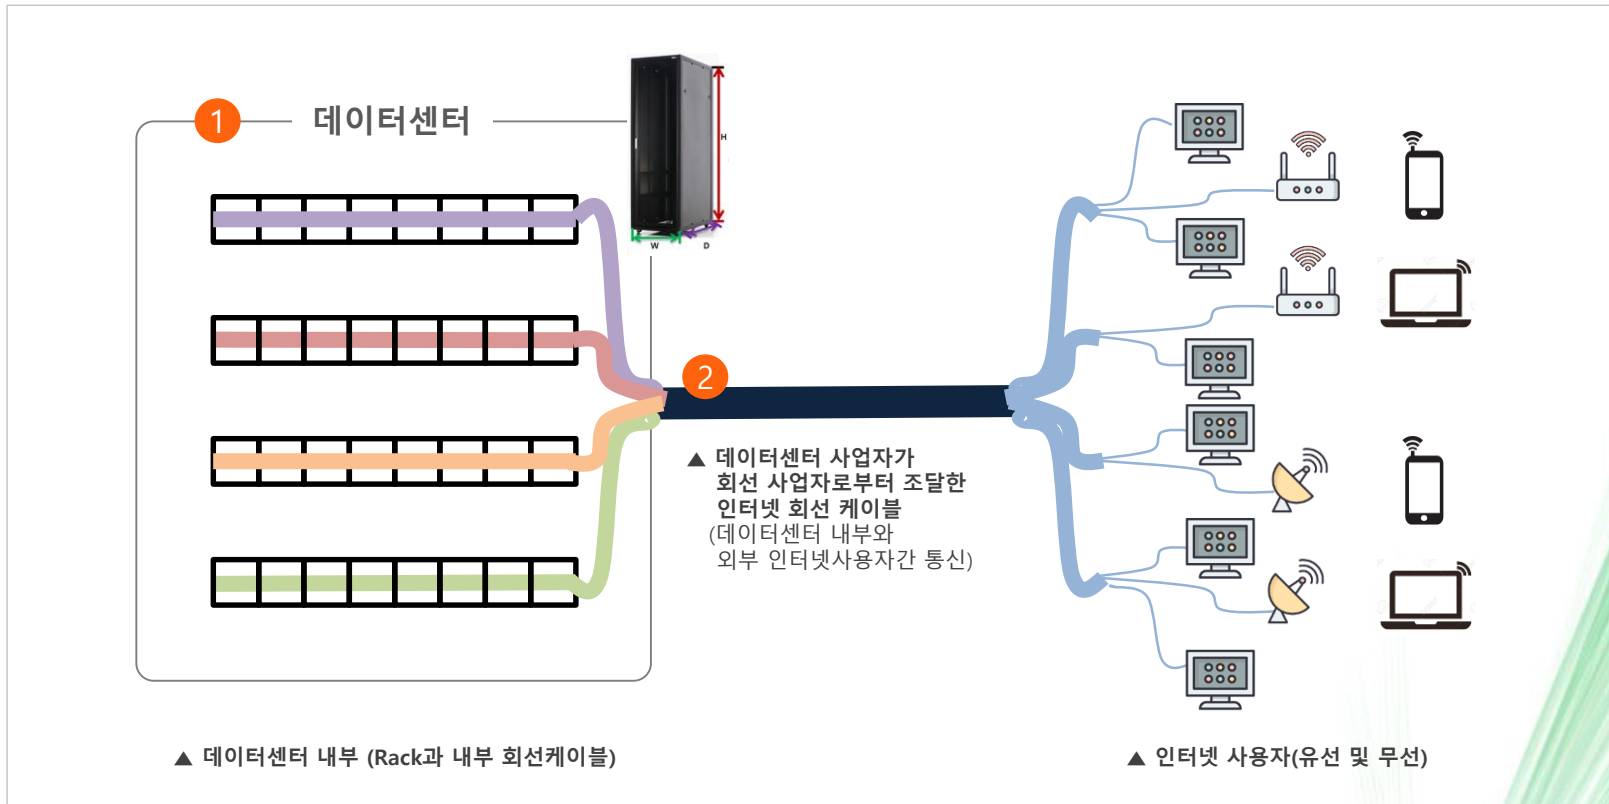 1
데이터센터
H
W
D
2
▲ 데이터센터 사업자가
회선 사업자로부터 조달한
인터넷 회선 케이블
(데이터센터 내부와
외부 인터넷사용자간 통신)
▲ 데이터센터 내부 (Rack과 내부 회선케이블)
▲ 인터넷 사용자(유선 및 무선)